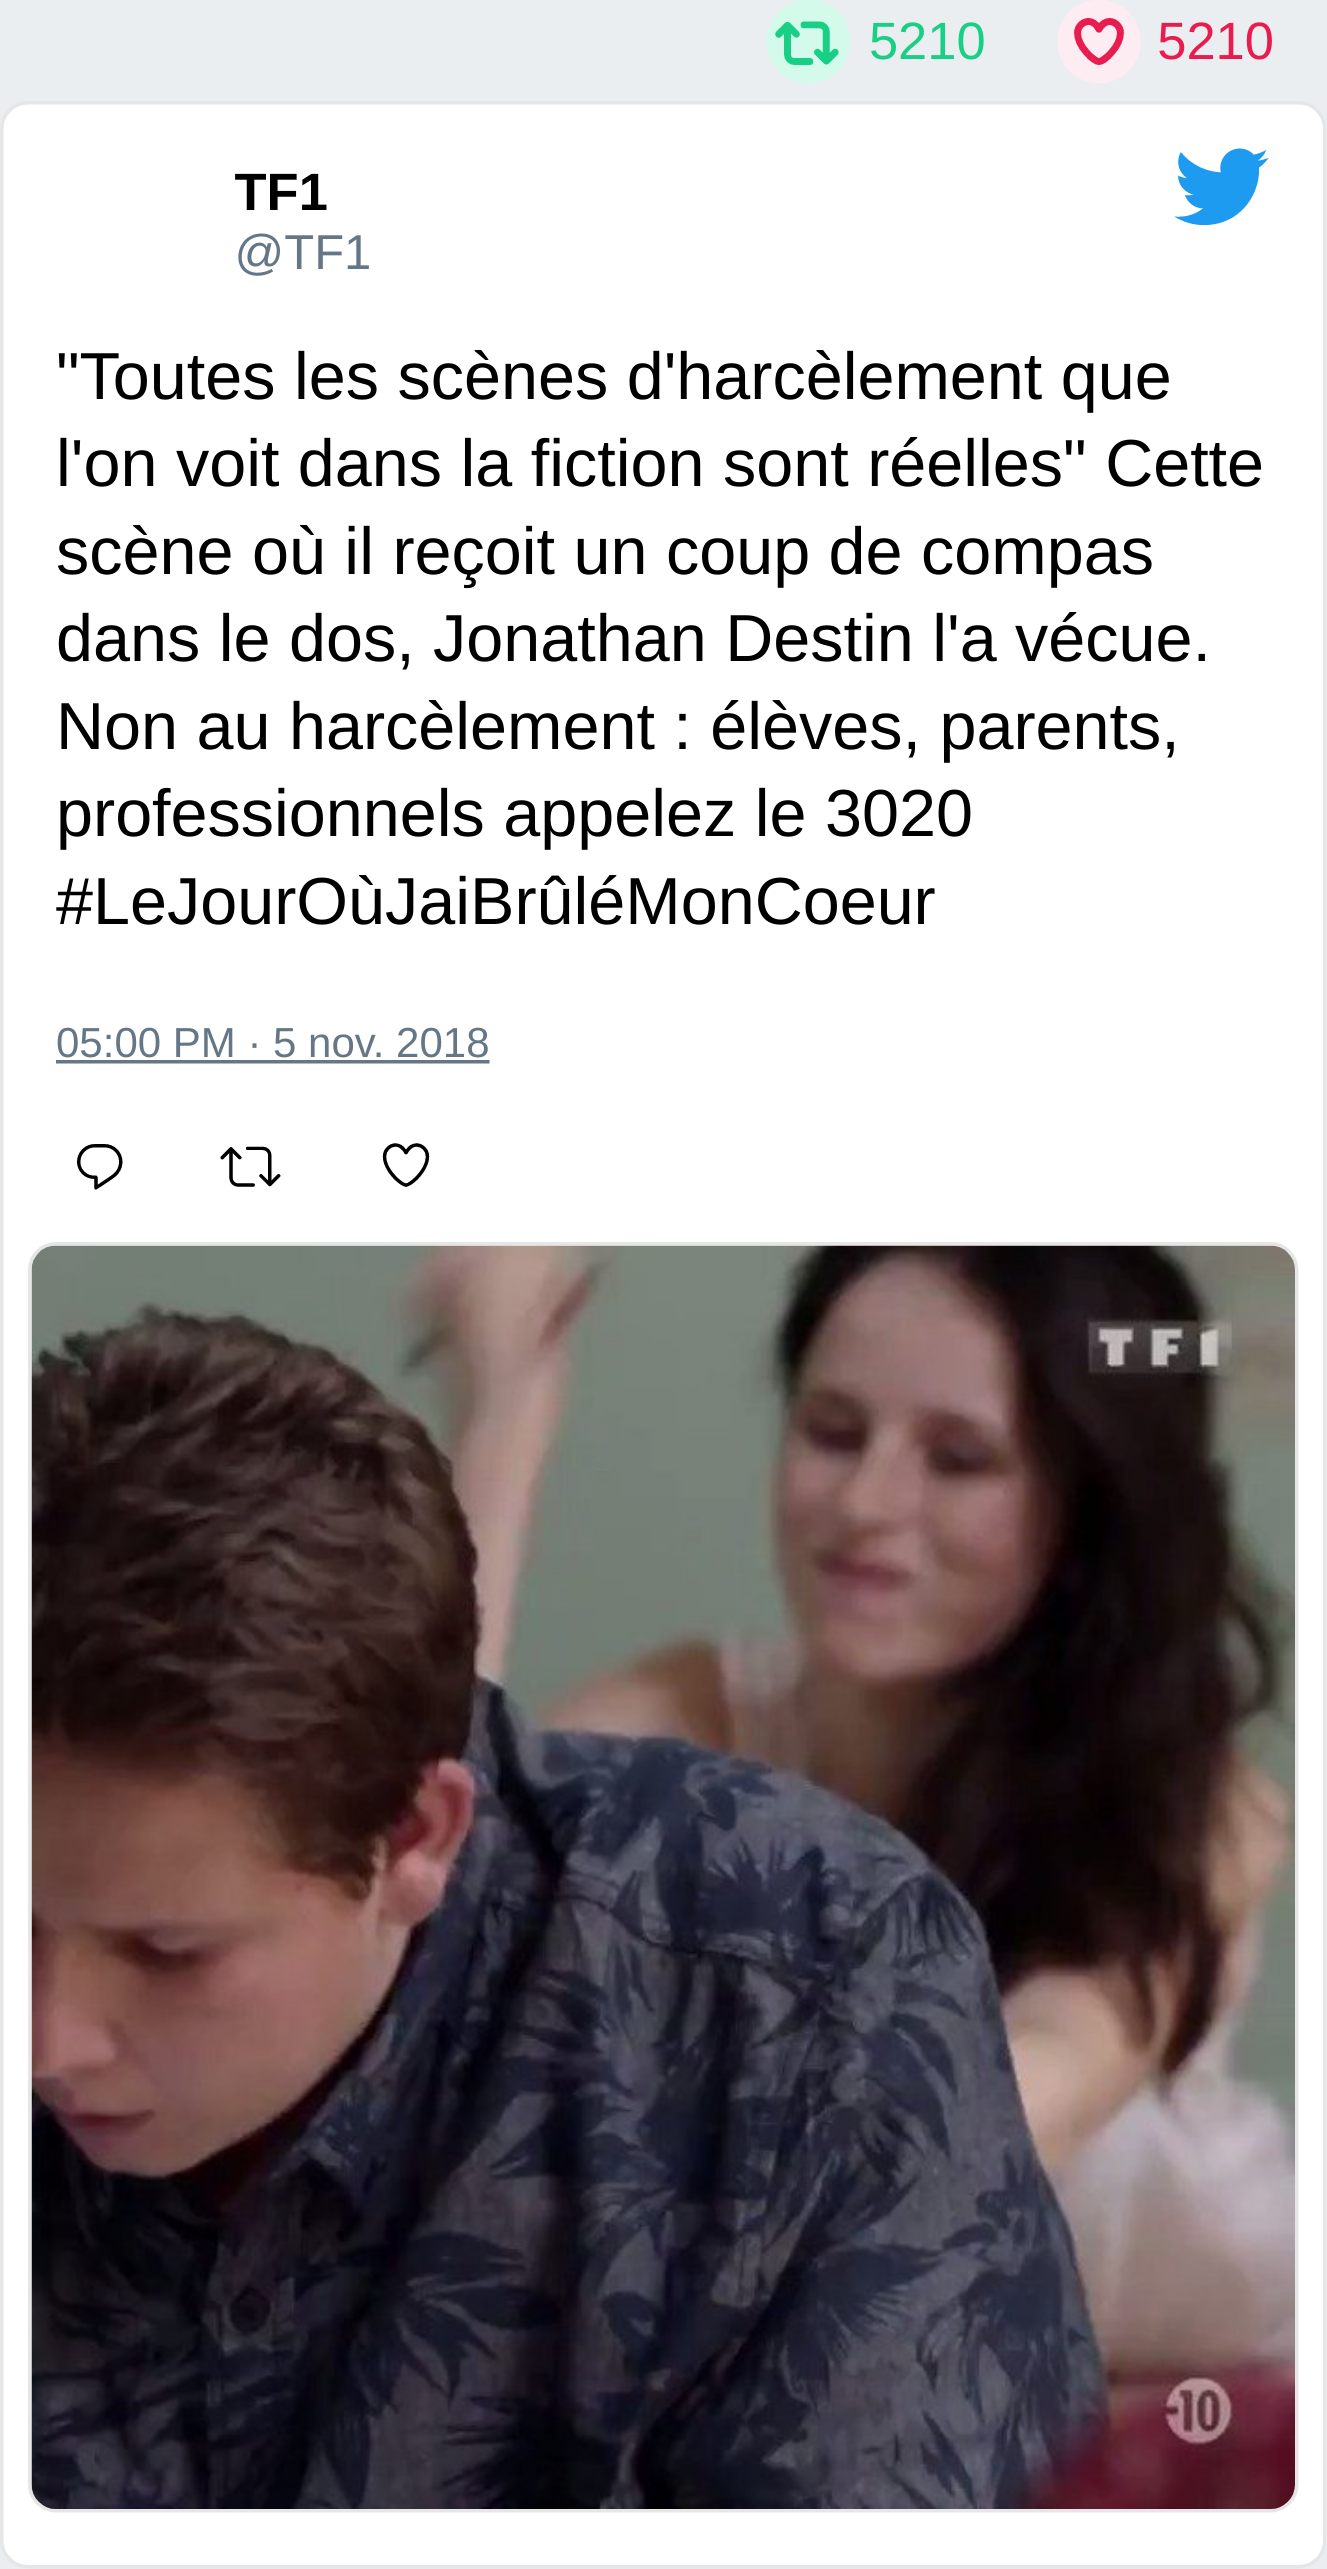 5210 5210
TF1
@TF1
"Toutes les scènes d'harcèlement que
l'on voit dans la fiction sont réelles" Cette
scène où il reçoit un coup de compas
dans le dos, Jonathan Destin l'a vécue.
Non au harcèlement : élèves, parents,
professionnels appelez le 3020
#LeJourOùJaiBrûléMonCoeur
05:00 PM · 5 nov. 2018
TF1
-10